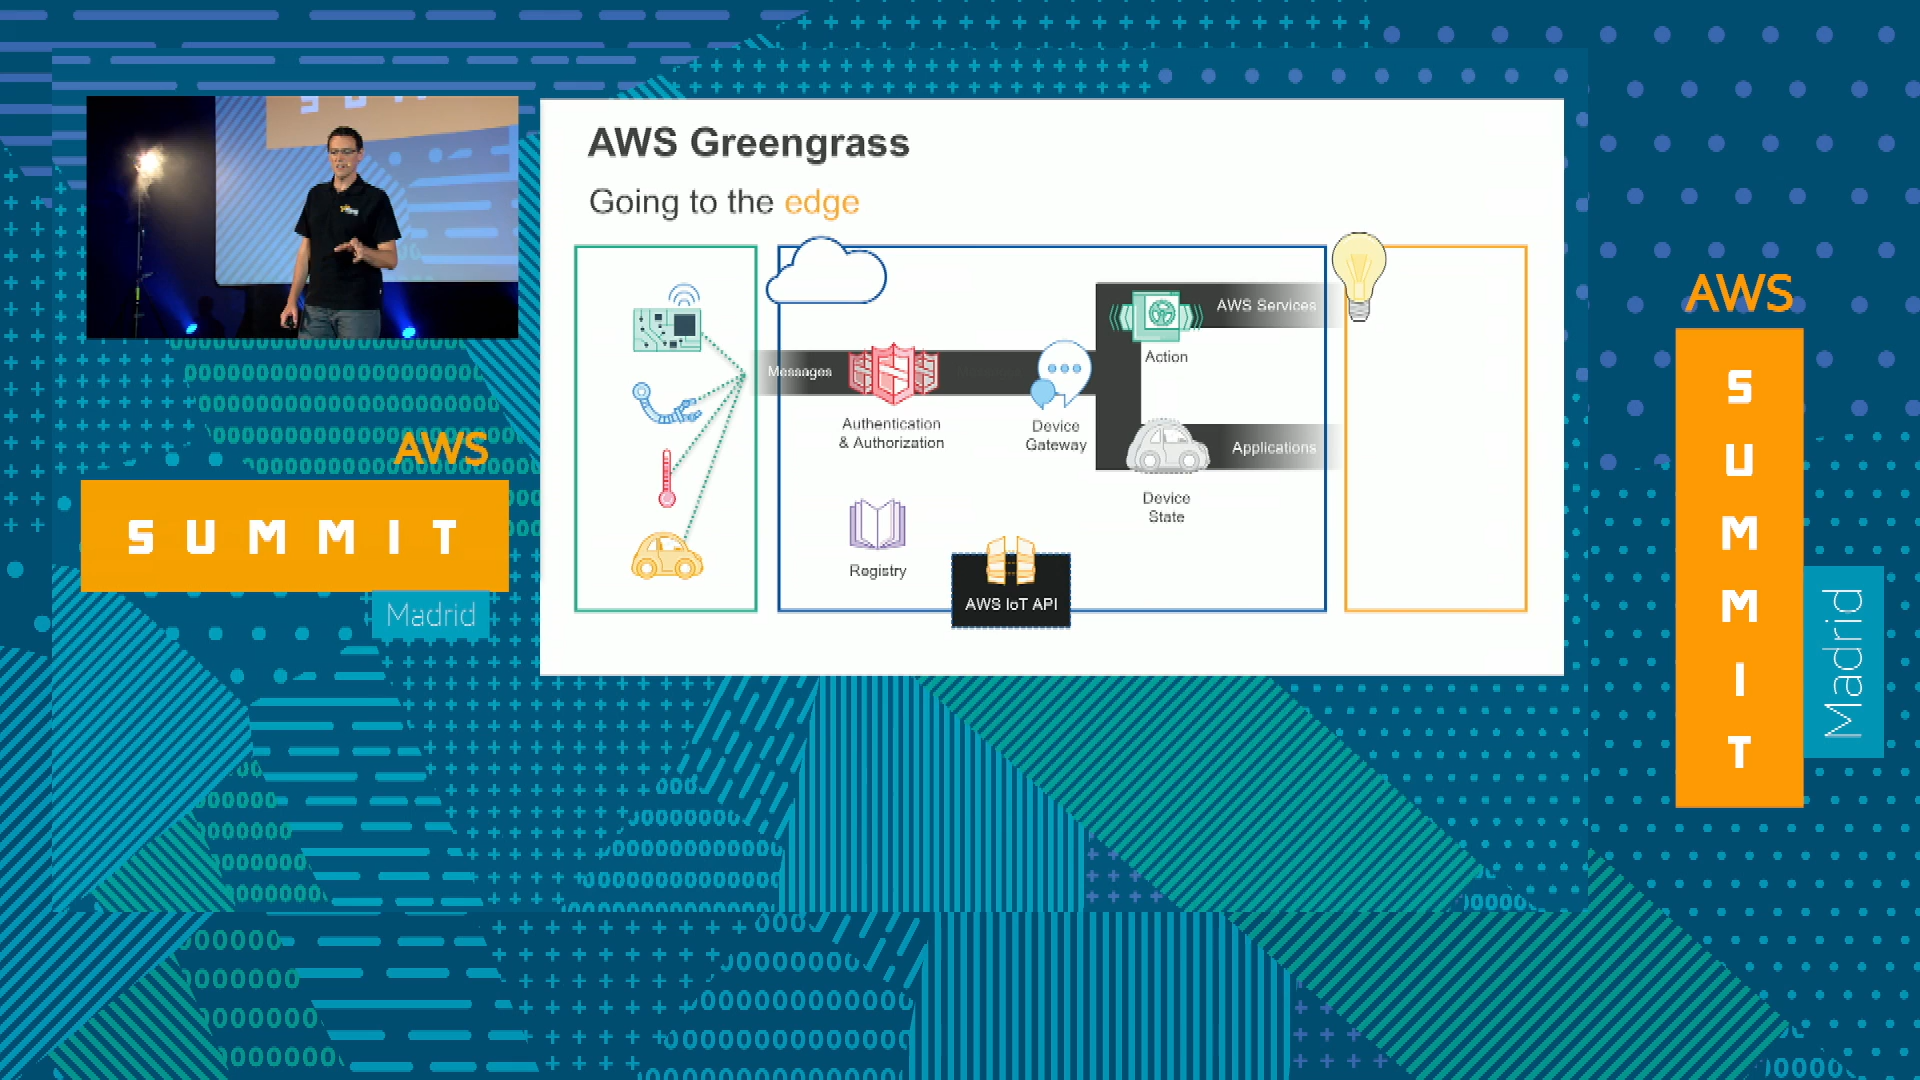 AWS Greengrass
Going to the edge
AWS Services
Action
Messages
Authentication
& Authorization
Device
Gateway
Applications
Device
State
Registry
AWS IoT API
AWS
SUMMIT
Madrid
AWS
SUMMIT
Madrid